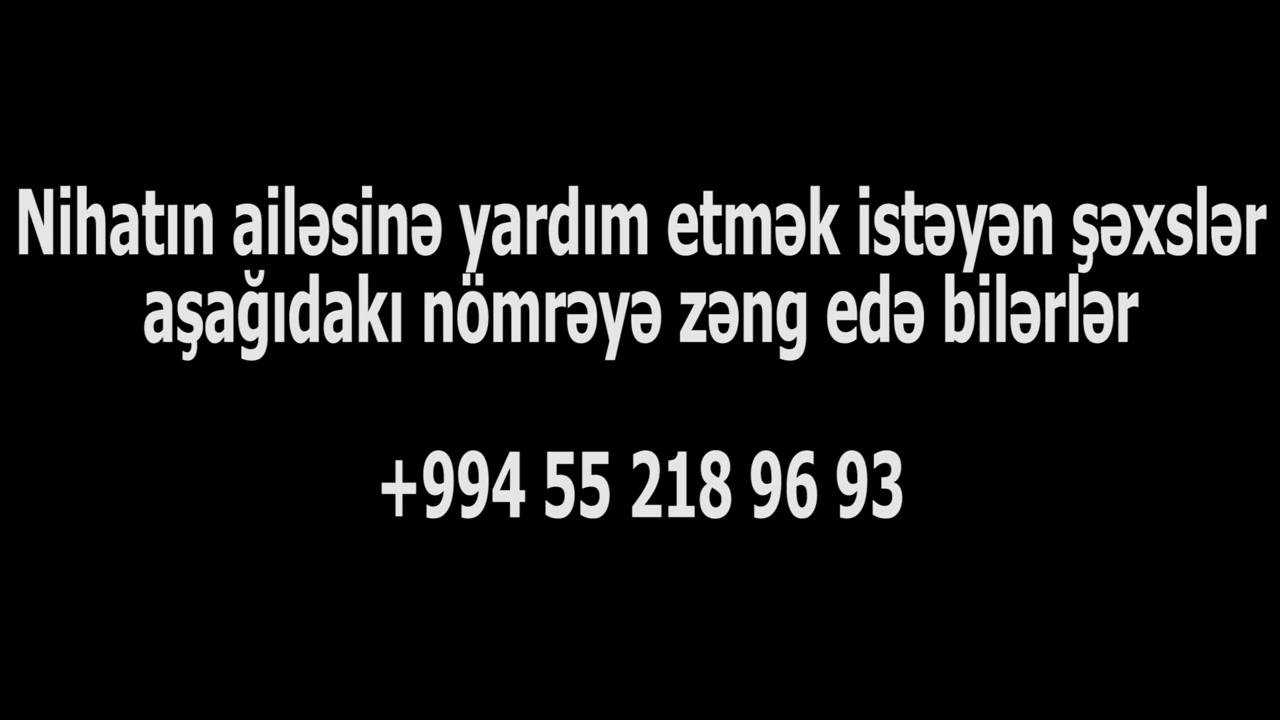 Nihatın ailəsinə yardım etmək istəyən şəxslər
aşağıdakı nömrəyə zəng edə bilərlər
+994 55 218 96 93